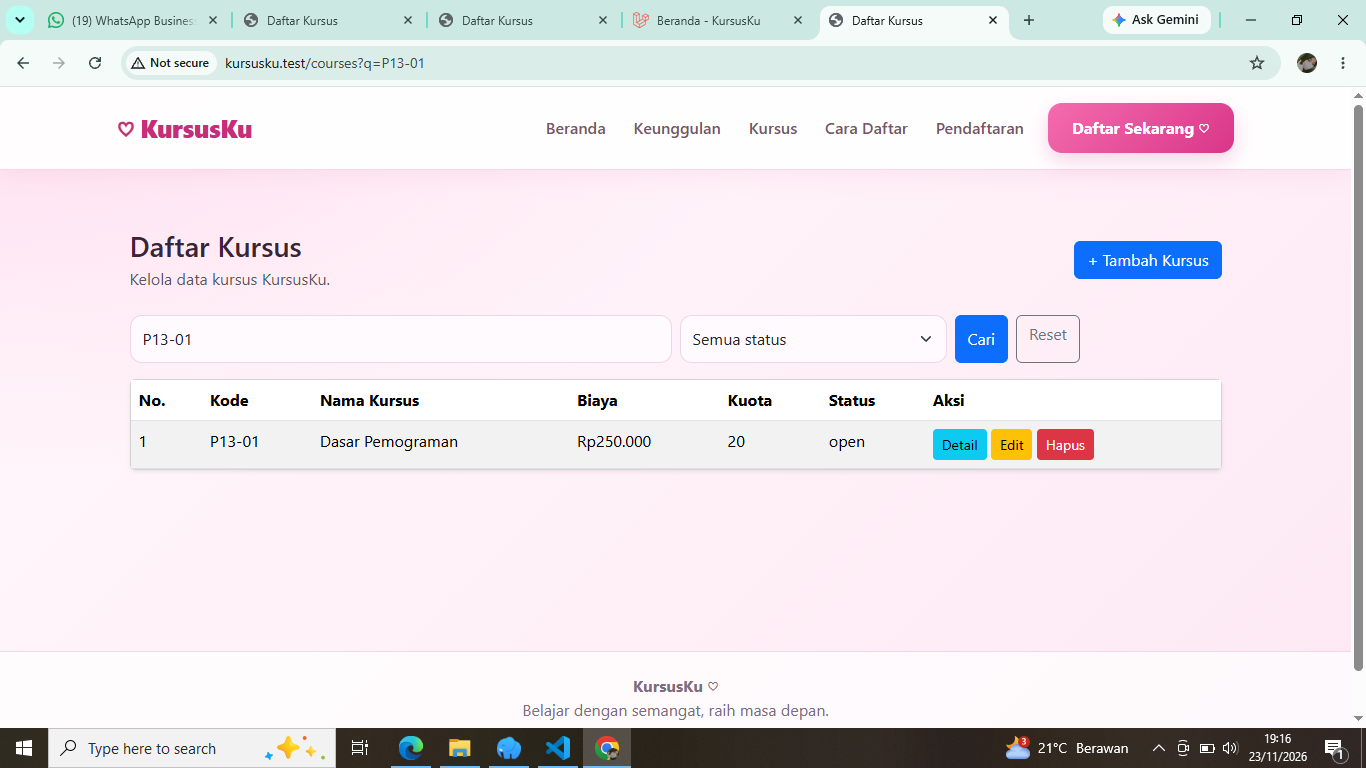 (19) WhatsApp Busines
Daftar Kursus
Daftar Kursus
Beranda - KursusKu
Daftar Kursus
Ask Gemini
Not secure
kursusku.test/courses?q=P13-01
♡ KursusKu
Beranda
Keunggulan
Kursus
Cara Daftar
Pendaftaran
Daftar Sekarang ♡
Daftar Kursus
Kelola data kursus KursusKu.
+ Tambah Kursus
P13-01
Semua status
Cari
Reset
No. Kode Nama Kursus Biaya Kuota Status Aksi
1 P13-01 Dasar Pemograman Rp250.000 20 open Detail Edit Hapus
KursusKu ♡
Belajar dengan semangat, raih masa depan.
Type here to search
3
21°C Berawan
19:16
23/11/2026
1